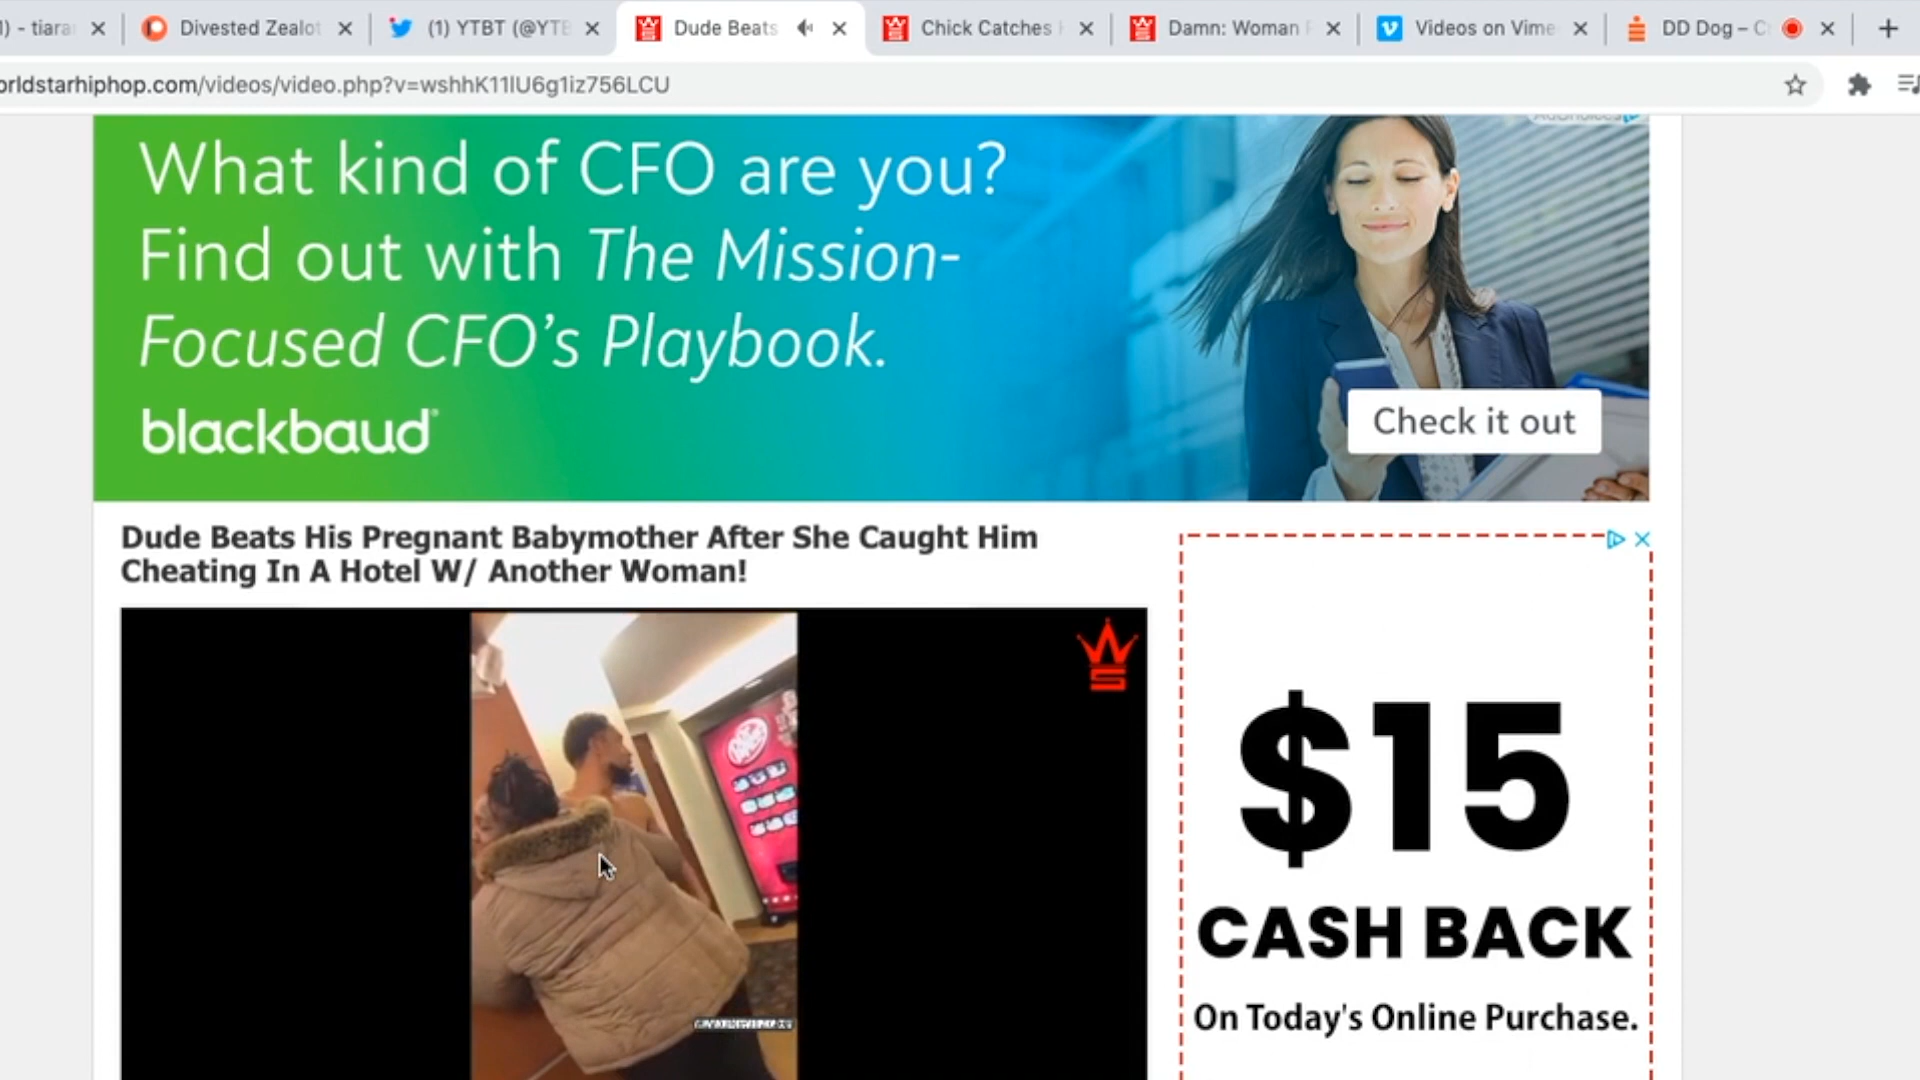 ) - tiara
Divested Zealot
(1) YTBT (@YTB
Dude Beats
Chick Catches
Damn: Woman
Videos on Vime
DD Dog – C
orldstarhiphop.com/videos/video.php?v=wshhK11lU6g1iz756LCU
AdChoices
What kind of CFO are you?
Find out with The Mission-
Focused CFO's Playbook.
blackbaud
Check it out
Dude Beats His Pregnant Babymother After She Caught Him
Cheating In A Hotel W/ Another Woman!
$15
CASH BACK
On Today's Online Purchase.